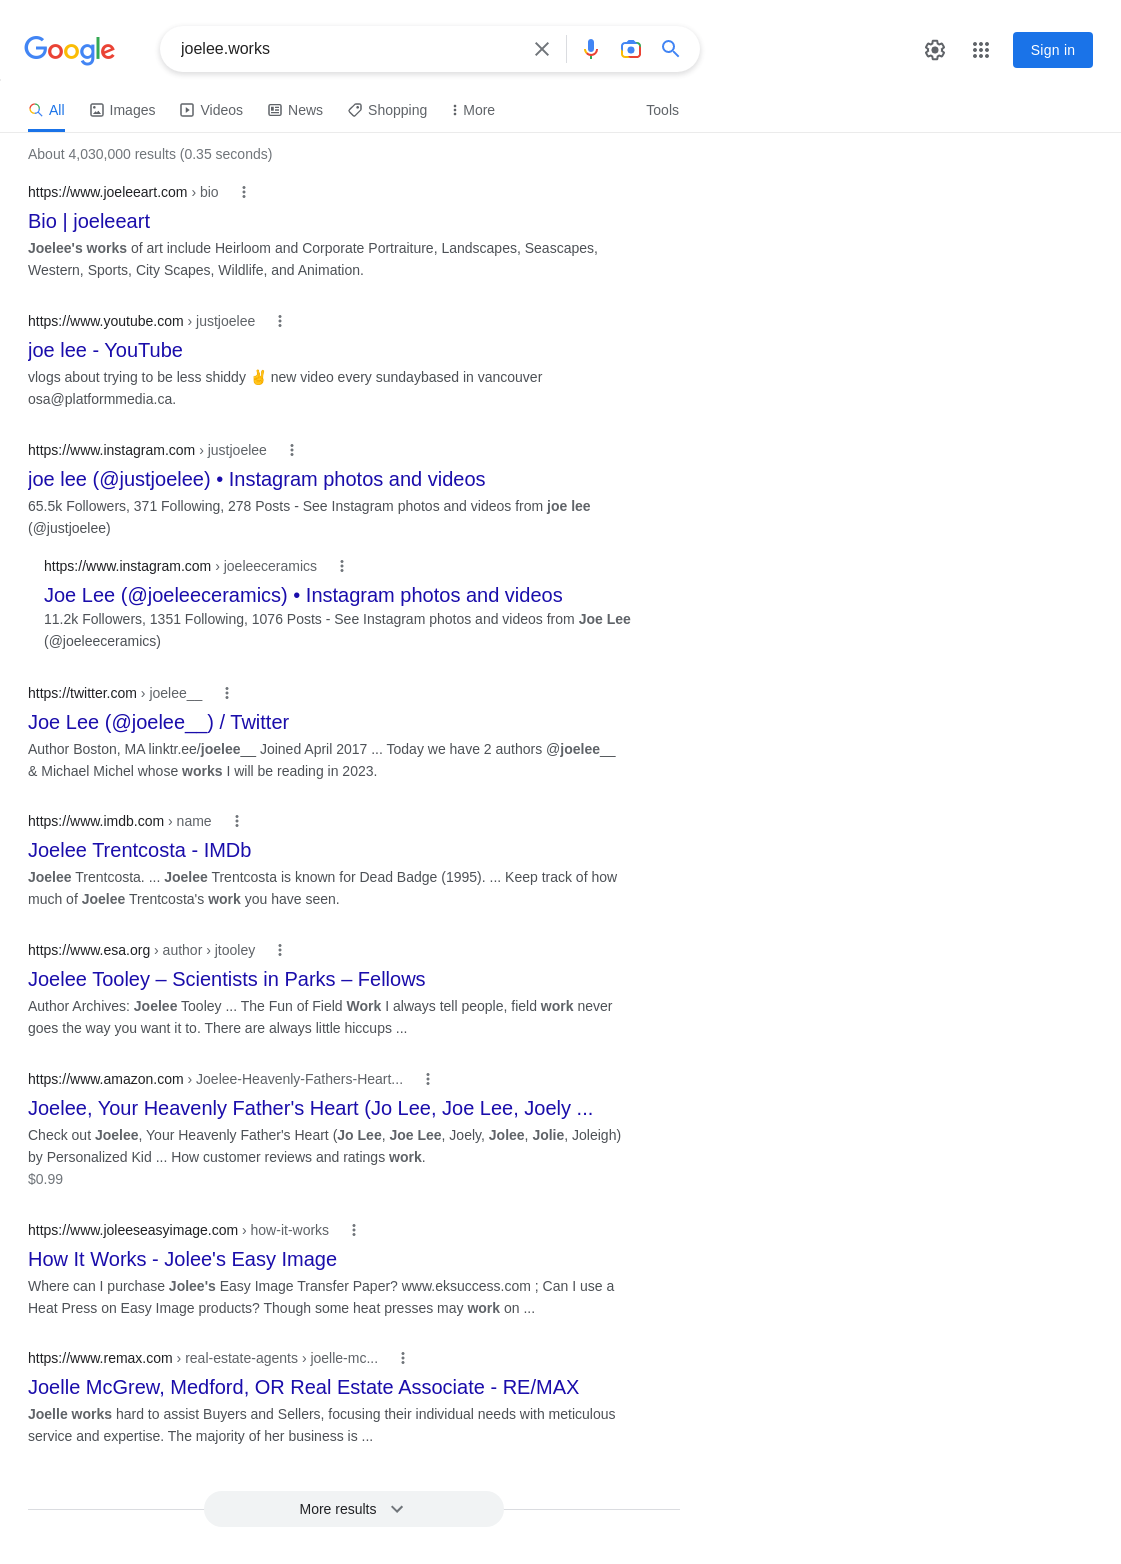 Google
joelee.works
Sign in
All
Images
Videos
News
Shopping
More
Tools
About 4,030,000 results (0.35 seconds)
https://www.joeleeart.com › bio
Bio | joeleeart
Joelee's works of art include Heirloom and Corporate Portraiture, Landscapes, Seascapes,
Western, Sports, City Scapes, Wildlife, and Animation.
https://www.youtube.com › justjoelee
joe lee - YouTube
vlogs about trying to be less shiddy ✌ new video every sundaybased in vancouver
osa@platformmedia.ca.
https://www.instagram.com › justjoelee
joe lee (@justjoelee) • Instagram photos and videos
65.5k Followers, 371 Following, 278 Posts - See Instagram photos and videos from joe lee
(@justjoelee)
https://www.instagram.com › joeleeceramics
Joe Lee (@joeleeceramics) • Instagram photos and videos
11.2k Followers, 1351 Following, 1076 Posts - See Instagram photos and videos from Joe Lee
(@joeleeceramics)
https://twitter.com › joelee__
Joe Lee (@joelee__) / Twitter
Author Boston, MA linktr.ee/joelee__ Joined April 2017 ... Today we have 2 authors @joelee__
& Michael Michel whose works I will be reading in 2023.
https://www.imdb.com › name
Joelee Trentcosta - IMDb
Joelee Trentcosta. ... Joelee Trentcosta is known for Dead Badge (1995). ... Keep track of how
much of Joelee Trentcosta's work you have seen.
https://www.esa.org › author › jtooley
Joelee Tooley – Scientists in Parks – Fellows
Author Archives: Joelee Tooley ... The Fun of Field Work I always tell people, field work never
goes the way you want it to. There are always little hiccups ...
https://www.amazon.com › Joelee-Heavenly-Fathers-Heart...
Joelee, Your Heavenly Father's Heart (Jo Lee, Joe Lee, Joely ...
Check out Joelee, Your Heavenly Father's Heart (Jo Lee, Joe Lee, Joely, Jolee, Jolie, Joleigh)
by Personalized Kid ... How customer reviews and ratings work.
$0.99
https://www.joleeseasyimage.com › how-it-works
How It Works - Jolee's Easy Image
Where can I purchase Jolee's Easy Image Transfer Paper? www.eksuccess.com ; Can I use a
Heat Press on Easy Image products? Though some heat presses may work on ...
https://www.remax.com › real-estate-agents › joelle-mc...
Joelle McGrew, Medford, OR Real Estate Associate - RE/MAX
Joelle works hard to assist Buyers and Sellers, focusing their individual needs with meticulous
service and expertise. The majority of her business is ...
More results